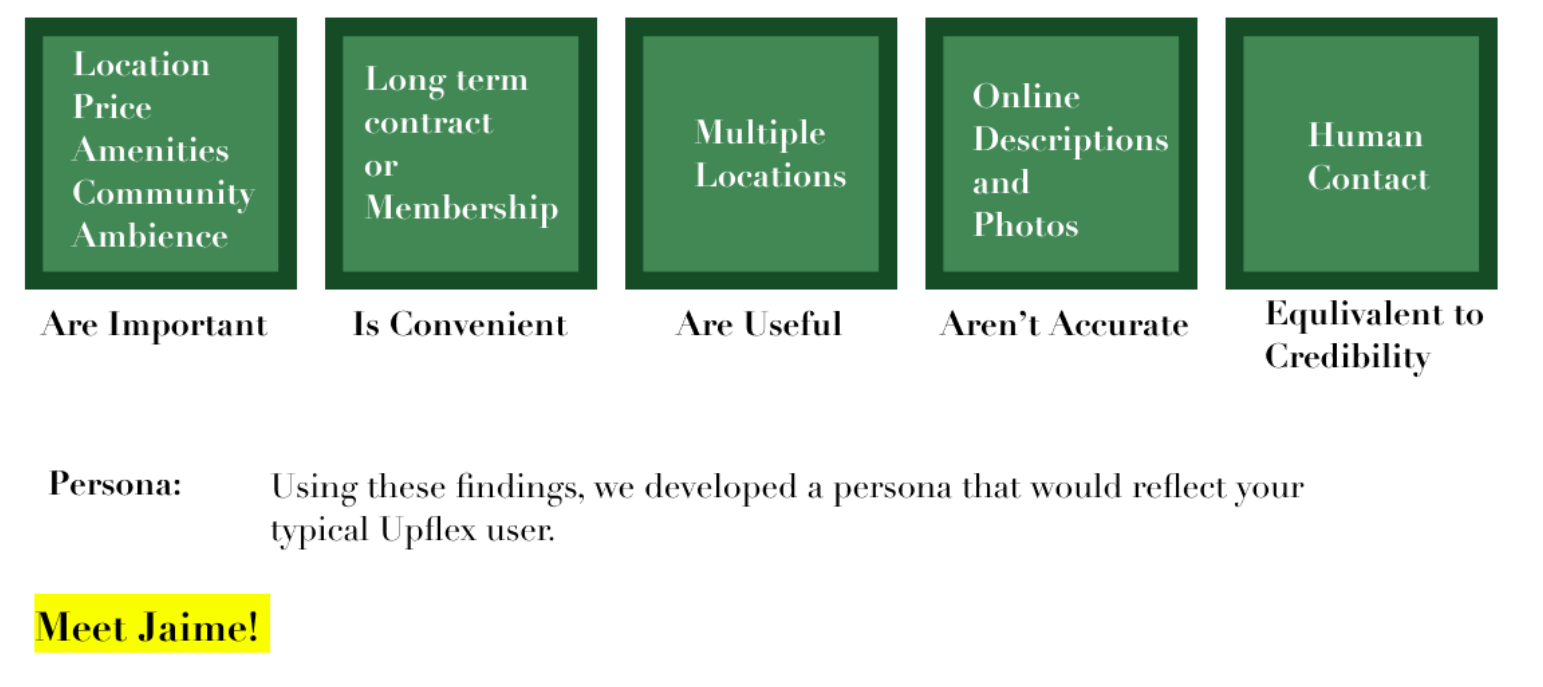 Location
Price
Amenities
Community
Ambience
Are Important
Long term
contract
or
Membership
Is Convenient
Multiple
Locations
Are Useful
Online
Descriptions
and
Photos
Aren’t Accurate
Human
Contact
Equlivalent to
Credibility
Persona:
Using these findings, we developed a persona that would reflect your
typical Upflex user.
Meet Jaime!